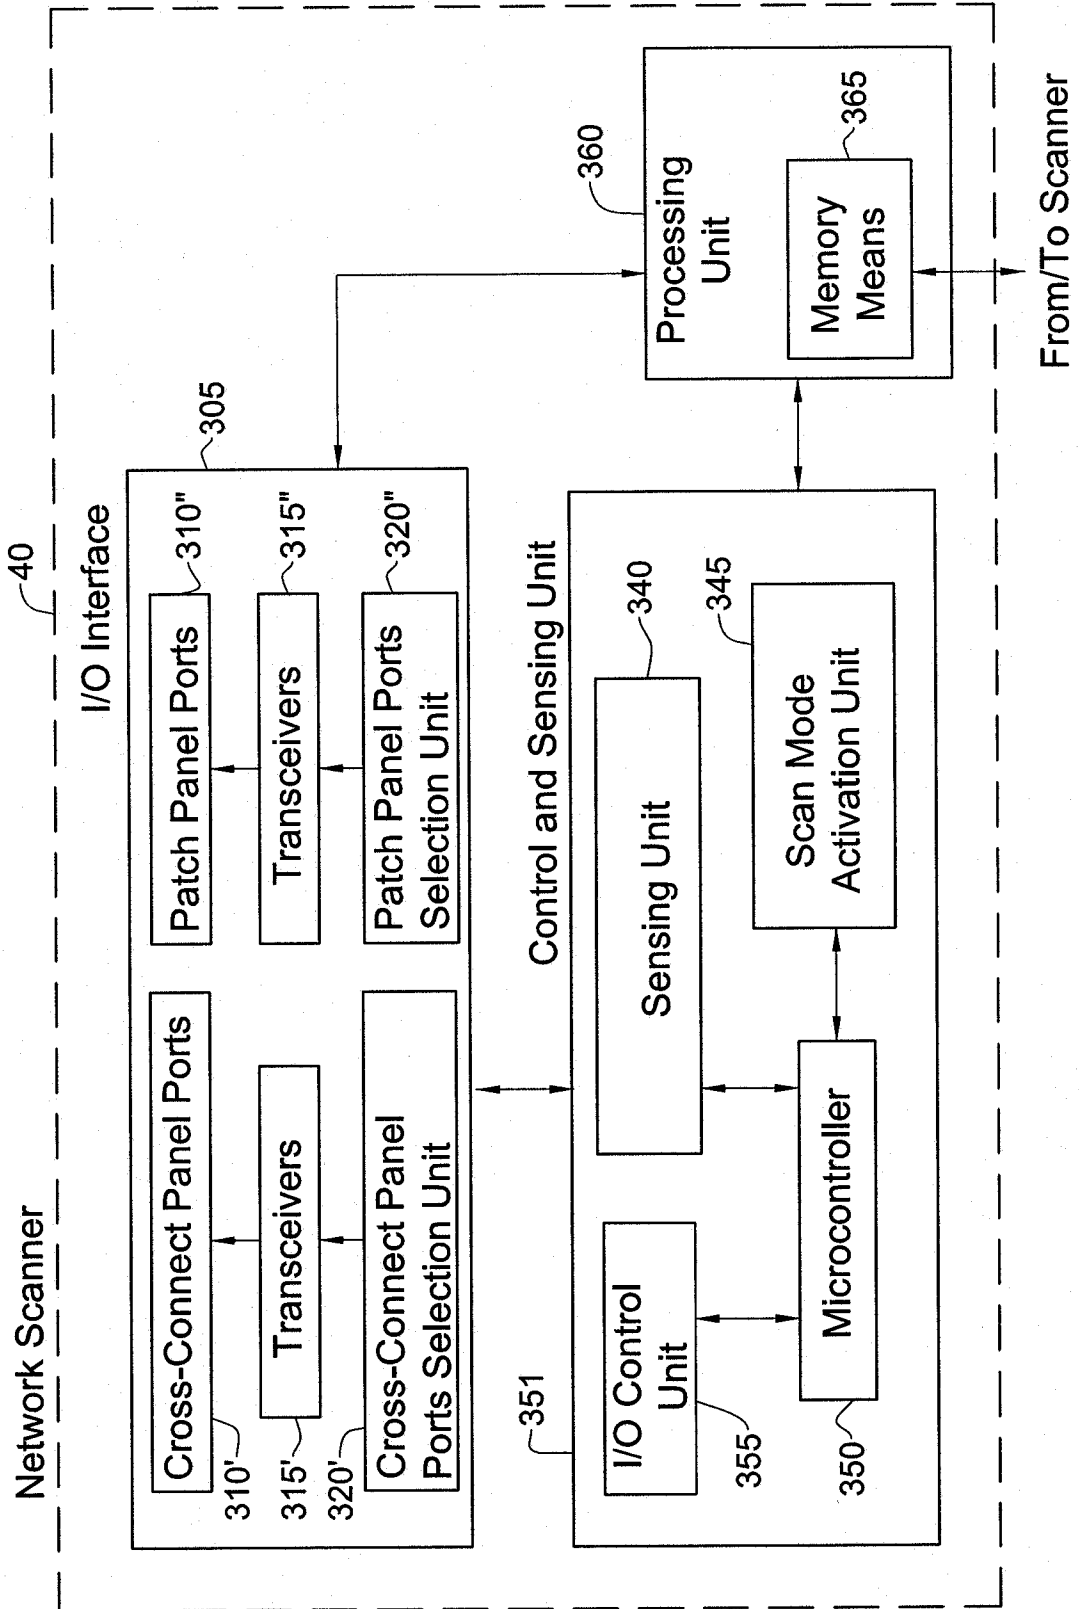 Network Scanner
40
I/O Interface
305
Cross-Connect Panel Ports
310'
Patch Panel Ports
310"
Transceivers
315'
Transceivers
315"
Cross-Connect Panel
Ports Selection Unit
320'
Patch Panel Ports
Selection Unit
320"
Control and Sensing Unit
351
I/O Control
Unit
355
Sensing Unit
340
Microcontroller
350
Scan Mode
Activation Unit
345
Processing
Unit
360
Memory
Means
365
From/To Scanner